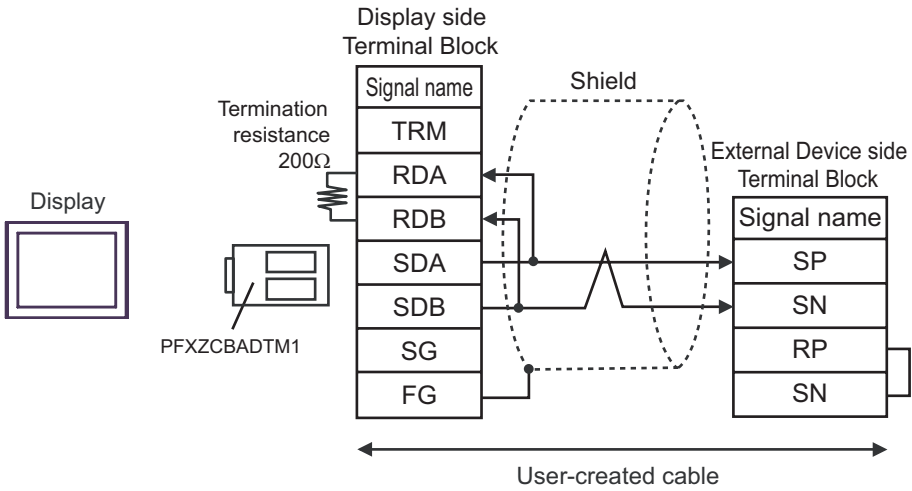 Display side
Terminal Block
Signal name
TRM
RDA
RDB
SDA
SDB
SG
FG
Termination
resistance
200Ω
Display
PFXZCBADTM1
Shield
External Device side
Terminal Block
Signal name
SP
SN
RP
SN
User-created cable